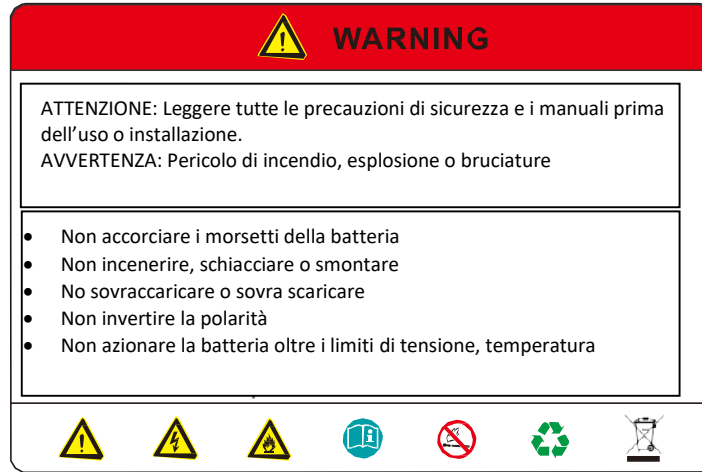 WARNING
ATTENZIONE: Leggere tutte le precauzioni di sicurezza e i manuali prima
dell’uso o installazione.
AVVERTENZA: Pericolo di incendio, esplosione o bruciature
• Non accorciare i morsetti della batteria
• Non incenerire, schiacciare o smontare
• No sovraccaricare o sovra scaricare
• Non invertire la polarità
• Non azionare la batteria oltre i limiti di tensione, temperatura